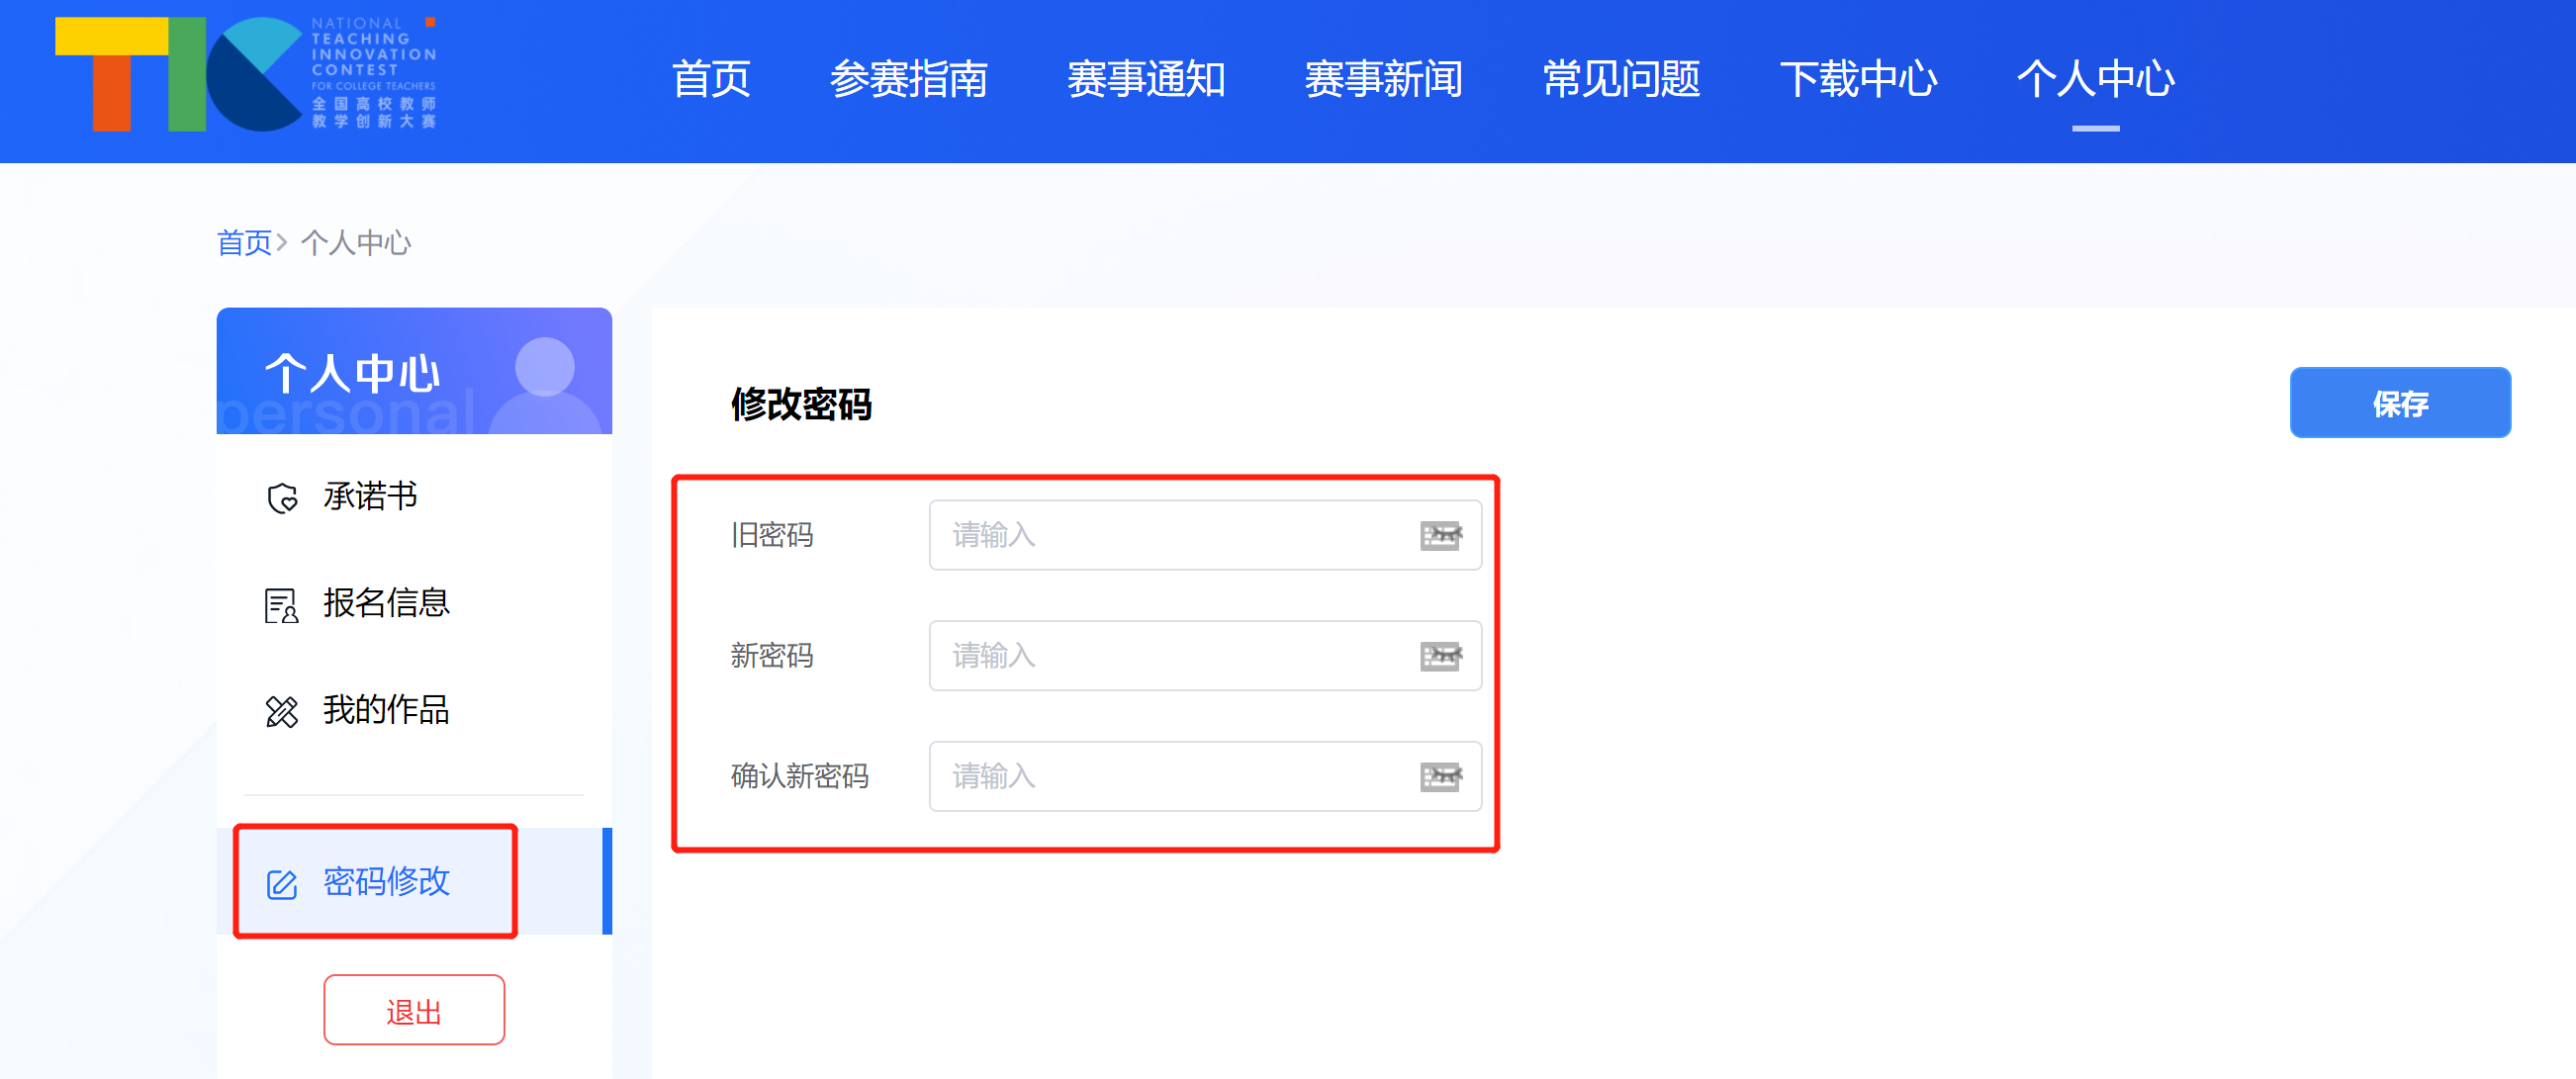 NATIONAL
TEACHING
INNOVATION
CONTEST
FOR COLLEGE TEACHERS
全国高校教师
教学创新大赛
首页 参赛指南 赛事通知 赛事新闻 常见问题 下载中心 个人中心
首页 > 个人中心
个人中心
personal
承诺书
报名信息
我的作品
密码修改
退出
修改密码
保存
旧密码 请输入
新密码 请输入
确认新密码 请输入